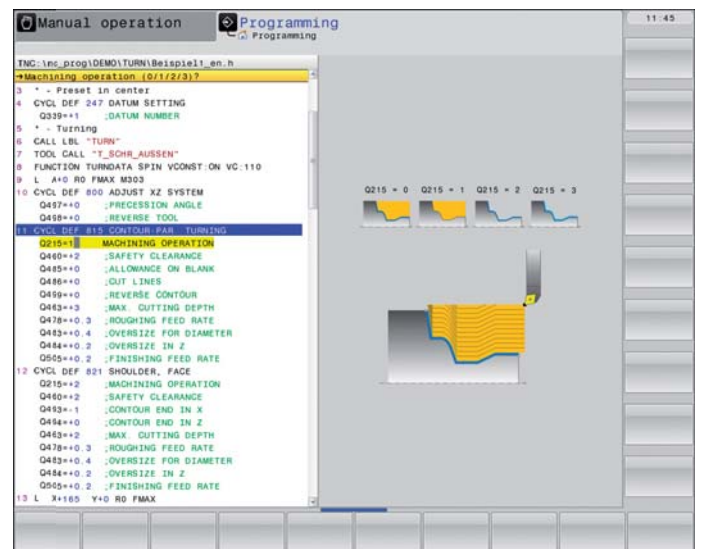 Manual operation
Programming
Programming
11:45
TNC:\nc_prog\DEMO\TURN\Beispiel1_en.h
→Machining operation (0/1/2/3)?
3 * - Preset in center
4 CYCL DEF 247 DATUM SETTING
Q339=+1 ;DATUM NUMBER
5 * - Turning
6 CALL LBL "TURN"
7 TOOL CALL "T_SCHR_AUSSEN"
8 FUNCTION TURNDATA SPIN VCONST:ON VC:110
9 L A+0 R0 FMAX M303
10 CYCL DEF 800 ADJUST XZ SYSTEM
Q497=+0 ;PRECESSION ANGLE
Q498=+0 ;REVERSE TOOL
11 CYCL DEF 815 CONTOUR-PAR. TURNING
Q215=1 MACHINING OPERATION
Q460=+2 ;SAFETY CLEARANCE
Q485=+0 ;ALLOWANCE ON BLANK
Q486=+0 ;CUT LINES
Q499=+0 ;REVERSE CONTOUR
Q463=+3 ;MAX. CUTTING DEPTH
Q478=+0.3 ;ROUGHING FEED RATE
Q483=+0.4 ;OVERSIZE FOR DIAMETER
Q484=+0.2 ;OVERSIZE IN Z
Q505=+0.2 ;FINISHING FEED RATE
12 CYCL DEF 821 SHOULDER, FACE
Q215=+2 ;MACHINING OPERATION
Q460=+2 ;SAFETY CLEARANCE
Q493=-1 ;CONTOUR END IN X
Q494=+0 ;CONTOUR END IN Z
Q463=+2 ;MAX. CUTTING DEPTH
Q478=+0.3 ;ROUGHING FEED RATE
Q483=+0.4 ;OVERSIZE FOR DIAMETER
Q484=+0.2 ;OVERSIZE IN Z
Q505=+0.2 ;FINISHING FEED RATE
13 L X+165 Y+0 R0 FMAX
Q215 = 0 Q215 = 1 Q215 = 2 Q215 = 3